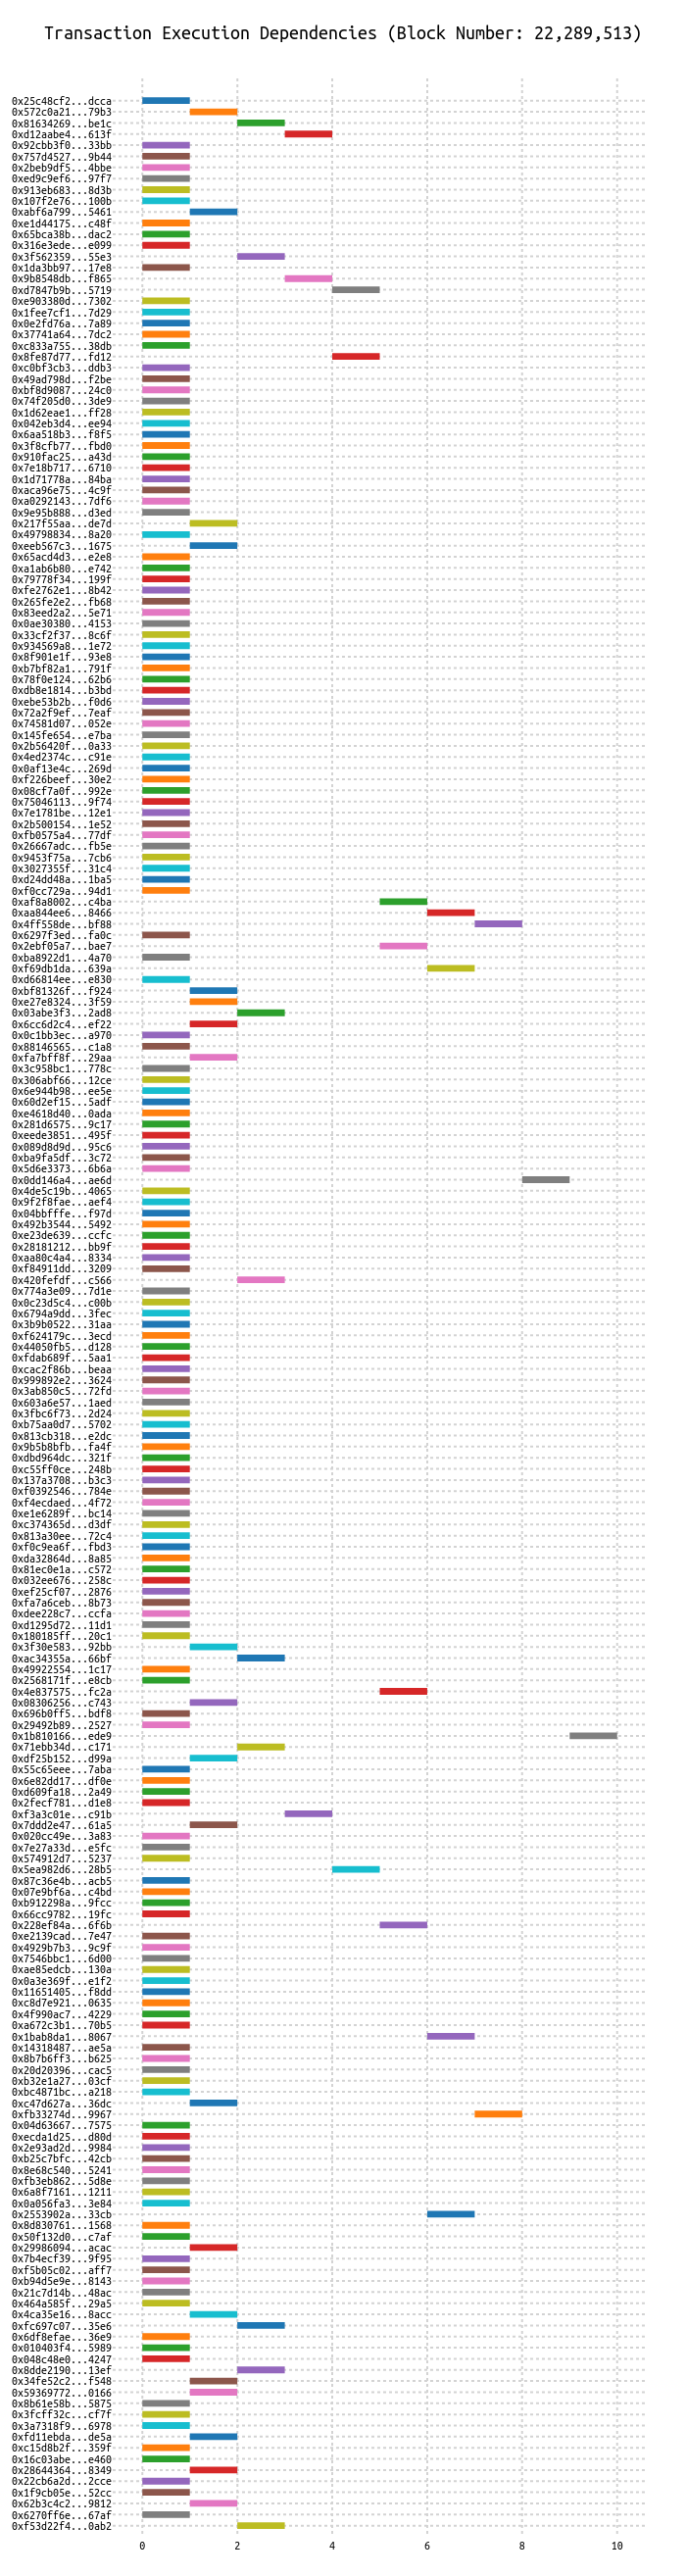 Transaction Execution Dependencies (Block Number: 22,289,513)
0x25c48cf2...dcca
0x572c0a21...79b3
0x81634269...be1c
0xd12aabe4...613f
0x92cbb3f0...33bb
0x757d4527...9b44
0x2beb9df5...4bbe
0xed9c9ef6...97f7
0x913eb683...8d3b
0x107f2e76...100b
0xabf6a799...5461
0xe1d44175...c48f
0x65bca38b...dac2
0x316e3ede...e099
0x3f562359...55e3
0x1da3bb97...17e8
0x9b8548db...f865
0xd7847b9b...5719
0xe903380d...7302
0x1fee7cf1...7d29
0x0e2fd76a...7a89
0x37741a64...7dc2
0xc833a755...38db
0x8fe87d77...fd12
0xc0bf3cb3...ddb3
0x49ad798d...f2be
0xbf8d9087...24c0
0x74f205d0...3de9
0x1d62eae1...ff28
0x042eb3d4...ee94
0x6aa518b3...f8f5
0x3f8cfb77...fbd0
0x910fac25...a43d
0x7e18b717...6710
0x1d71778a...84ba
0xaca96e75...4c9f
0xa0292143...7df6
0x9e95b888...d3ed
0x217f55aa...de7d
0x49798834...8a20
0xeeb567c3...1675
0x65acd4d3...e2e8
0xa1ab6b80...e742
0x79778f34...199f
0xfe2762e1...8b42
0x265fe2e2...fb68
0x83eed2a2...5e71
0x0ae30380...4153
0x33cf2f37...8c6f
0x934569a8...1e72
0x8f901e1f...93e8
0xb7bf82a1...791f
0x78f0e124...62b6
0xdb8e1814...b3bd
0xebe53b2b...f0d6
0x72a2f9ef...7eaf
0x74581d07...052e
0x145fe654...e7ba
0x2b56420f...0a33
0x4ed2374c...c91e
0x0af13e4c...269d
0xf226beef...30e2
0x08cf7a0f...992e
0x75046113...9f74
0x7e1781be...12e1
0x2b500154...1e52
0xfb0575a4...77df
0x26667adc...fb5e
0x9453f75a...7cb6
0x3027355f...31c4
0xd24dd48a...1ba5
0xf0cc729a...94d1
0xaf8a8002...c4ba
0xaa844ee6...8466
0x4ff558de...bf88
0x6297f3ed...fa0c
0x2ebf05a7...bae7
0xba8922d1...4a70
0xf69db1da...639a
0xd66814ee...e830
0xbf81326f...f924
0xe27e8324...3f59
0x03abe3f3...2ad8
0x6cc6d2c4...ef22
0x0c1bb3ec...a970
0x88146565...c1a8
0xfa7bff8f...29aa
0x3c958bc1...778c
0x306abf66...12ce
0x6e944b98...ee5e
0x60d2ef15...5adf
0xe4618d40...0ada
0x281d6575...9c17
0xeede3851...495f
0x089d8d9d...95c6
0xba9fa5df...3c72
0x5d6e3373...6b6a
0x0dd146a4...ae6d
0x4de5c19b...4065
0x9f2f8fae...aef4
0x04bbfffe...f97d
0x492b3544...5492
0xe23de639...ccfc
0x28181212...bb9f
0xaa80c4a4...8334
0xf84911dd...3209
0x420fefdf...c566
0x774a3e09...7d1e
0x0c23d5c4...c00b
0x6794a9dd...3fec
0x3b9b0522...31aa
0xf624179c...3ecd
0x44050fb5...d128
0xfdab689f...5aa1
0xcac2f86b...beaa
0x999892e2...3624
0x3ab850c5...72fd
0x603a6e57...1aed
0x3fbc6f73...2d24
0xb75aa0d7...5702
0x813cb318...e2dc
0x9b5b8bfb...fa4f
0xdbd964dc...321f
0xc55ff0ce...248b
0x137a3708...b3c3
0xf0392546...784e
0xf4ecdaed...4f72
0xe1e6289f...bc14
0xc374365d...d3df
0x813a30ee...72c4
0xf0c9ea6f...fbd3
0xda32864d...8a85
0x81ec0e1a...c572
0x032ee676...258c
0xef25cf07...2876
0xfa7a6ceb...8b73
0xdee228c7...ccfa
0xd1295d72...11d1
0x180185ff...20c1
0x3f30e583...92bb
0xac34355a...66bf
0x49922554...1c17
0x2568171f...e8cb
0x4e837575...fc2a
0x08306256...c743
0x696b0ff5...bdf8
0x29492b89...2527
0x1b810166...ede9
0x71ebb34d...c171
0xdf25b152...d99a
0x55c65eee...7aba
0x6e82dd17...df0e
0xd609fa18...2a49
0x2fecf781...d1e8
0xf3a3c01e...c91b
0x7ddd2e47...61a5
0x020cc49e...3a83
0x7e27a33d...e5fc
0x574912d7...5237
0x5ea982d6...28b5
0x87c36e4b...acb5
0x07e9bf6a...c4bd
0xb912298a...9fcc
0x66cc9782...19fc
0x228ef84a...6f6b
0xe2139cad...7e47
0x4929b7b3...9c9f
0x7546bbc1...6d00
0xae85edcb...130a
0x0a3e369f...e1f2
0x11651405...f8dd
0xc8d7e921...0635
0x4f990ac7...4229
0xa672c3b1...70b5
0x1bab8da1...8067
0x14318487...ae5a
0x8b7b6ff3...b625
0x20d20396...cac5
0xb32e1a27...03cf
0xbc4871bc...a218
0xc47d627a...36dc
0xfb33274d...9967
0x04d63667...7575
0xecda1d25...d80d
0x2e93ad2d...9984
0xb25c7bfc...42cb
0x8e68c540...5241
0xfb3eb862...5d8e
0x6a8f7161...1211
0x0a056fa3...3e84
0x2553902a...33cb
0x8d830761...1568
0x50f132d0...c7af
0x29986094...acac
0x7b4ecf39...9f95
0xf5b05c02...aff7
0xb94d5e9e...8143
0x21c7d14b...48ac
0x464a585f...29a5
0x4ca35e16...8acc
0xfc697c07...35e6
0x6df8efae...36e9
0x010403f4...5989
0x048c48e0...4247
0x8dde2190...13ef
0x34fe52c2...f548
0x59369772...0166
0x8b61e58b...5875
0x3fcff32c...cf7f
0x3a7318f9...6978
0xfd11ebda...de5a
0xc15d8b2f...359f
0x16c03abe...e460
0x28644364...8349
0x22cb6a2d...2cce
0x1f9cb05e...52cc
0x62b3c4c2...9812
0x6270ff6e...67af
0xf53d22f4...0ab2
0 2 4 6 8 10